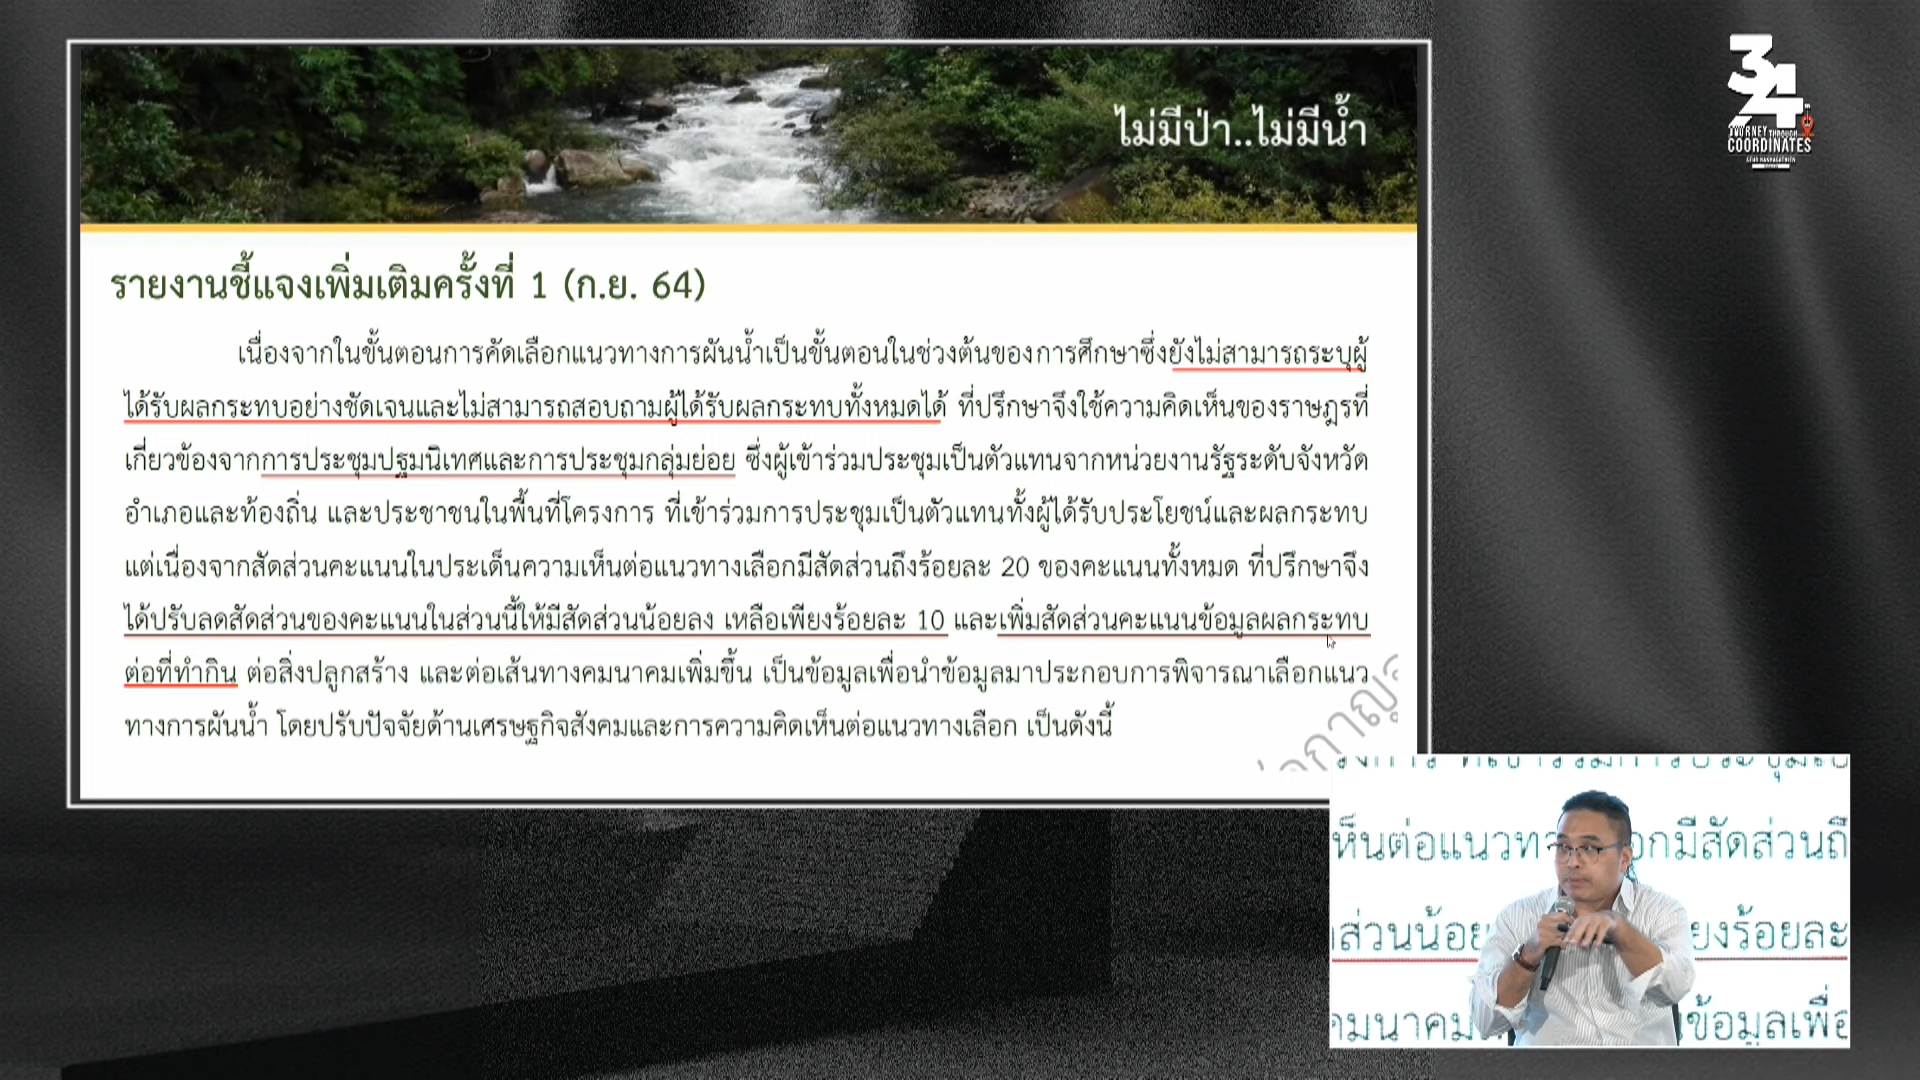 ไม่มีป่า..ไม่มีน้ำ
34
JOURNEY THROUGH
COORDINATES
รายงานชี้แจงเพิ่มเติมครั้งที่ 1 (ก.ย. 64)
เนื่องจากในขั้นตอนการคัดเลือกแนวทางการผันน้ำเป็นขั้นตอนในช่วงต้นของการศึกษาซึ่งยังไม่สามารถระบุผู้
ได้รับผลกระทบอย่างชัดเจนและไม่สามารถสอบถามผู้ได้รับผลกระทบทั้งหมดได้ ที่ปรึกษาจึงใช้ความคิดเห็นของราษฎรที่
เกี่ยวข้องจากการประชุมปฐมนิเทศและการประชุมกลุ่มย่อย ซึ่งผู้เข้าร่วมประชุมเป็นตัวแทนจากหน่วยงานรัฐระดับจังหวัด
อำเภอและท้องถิ่น และประชาชนในพื้นที่โครงการ ที่เข้าร่วมการประชุมเป็นตัวแทนทั้งผู้ได้รับประโยชน์และผลกระทบ
แต่เนื่องจากสัดส่วนคะแนนในประเด็นความเห็นต่อแนวทางเลือกมีสัดส่วนถึงร้อยละ 20 ของคะแนนทั้งหมด ที่ปรึกษาจึง
ได้ปรับลดสัดส่วนของคะแนนในส่วนนี้ให้มีสัดส่วนน้อยลง เหลือเพียงร้อยละ 10 และเพิ่มสัดส่วนคะแนนข้อมูลผลกระทบ
ต่อที่ทำกิน ต่อสิ่งปลูกสร้าง และต่อเส้นทางคมนาคมเพิ่มขึ้น เป็นข้อมูลเพื่อนำข้อมูลมาประกอบการพิจารณาเลือกแนว
ทางการผันน้ำ โดยปรับปัจจัยด้านเศรษฐกิจสังคมและการความคิดเห็นต่อแนวทางเลือก เป็นดังนี้
ห็นต่อแนวทา อกมีสัดส่วนถึ
ส่วนน้อย ยงร้อยละ
คมนาคม ข้อมูลเพื่อ